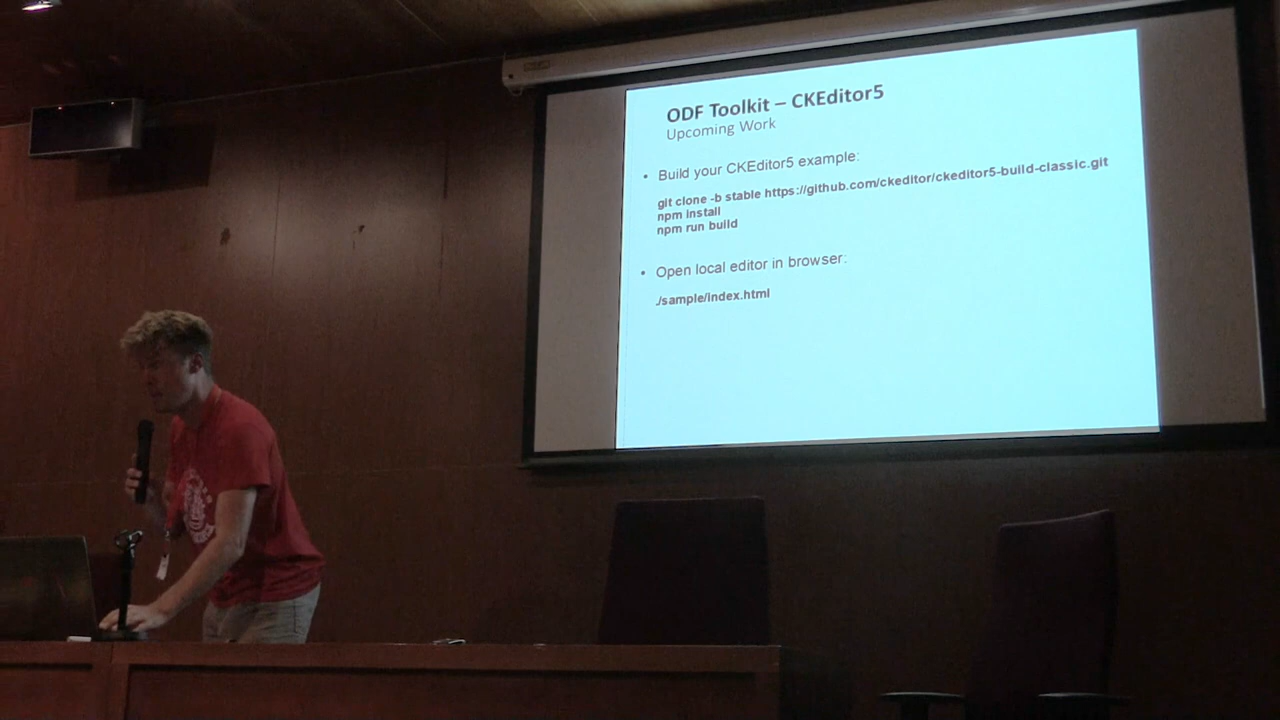 ODF Toolkit – CKEditor5
Upcoming Work
• Build your CKEditor5 example:
git clone -b stable https://github.com/ckeditor/ckeditor5-build-classic.git
npm install
npm run build
• Open local editor in browser:
./sample/index.html